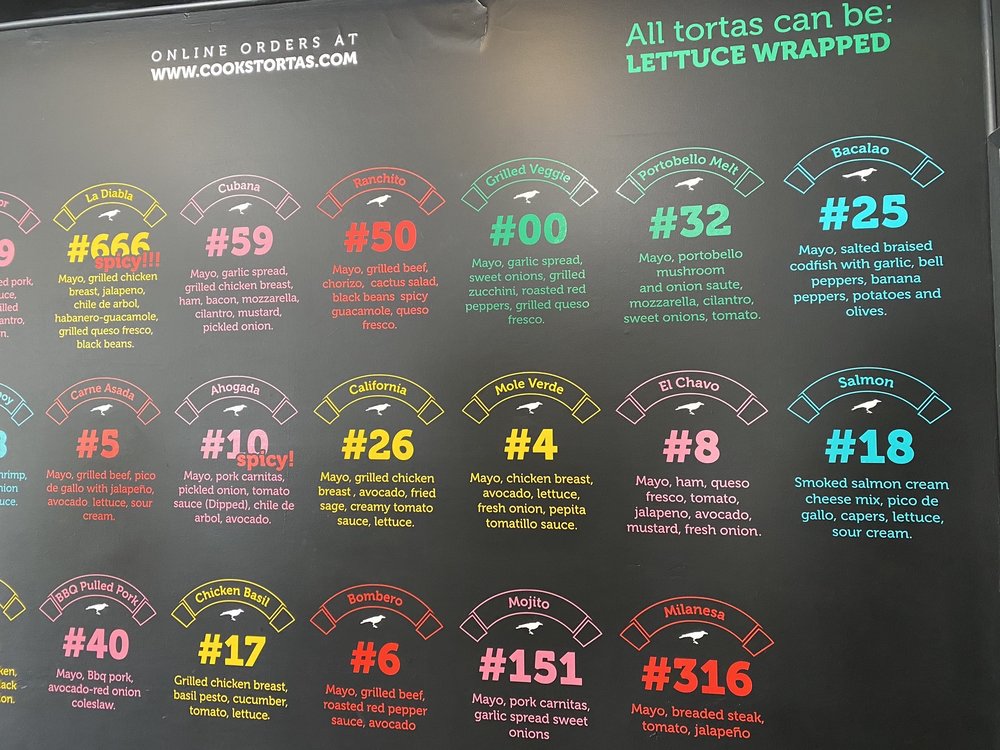 ONLINE ORDERS AT
WWW.COOKSTORTAS.COM
All tortas can be:
LETTUCE WRAPPED
9
La Diabla
#666
spicy!!!
Mayo, grilled chicken
breast, jalapeno,
chile de arbol,
habanero-guacamole,
grilled queso fresco,
black beans.
Cubana
#59
Mayo, garlic spread,
grilled chicken breast,
ham, bacon, mozzarella,
cilantro, mustard,
pickled onion.
Ranchito
#50
Mayo, grilled beef,
chorizo, cactus salad,
black beans spicy
guacamole, queso
fresco.
Grilled Veggie
#00
Mayo, garlic spread,
sweet onions, grilled
zucchini, roasted red
peppers, grilled queso
fresco.
Portobello Melt
#32
Mayo, portobello
mushroom
and onion saute,
mozzarella, cilantro,
sweet onions, tomato.
Bacalao
#25
Mayo, salted braised
codfish with garlic, bell
peppers, banana
peppers, potatoes and
olives.
Carne Asada
#5
Mayo, grilled beef, pico
de gallo with jalapeño,
avocado, lettuce, sour
cream.
Ahogada
#10
spicy!
Mayo, pork carnitas,
pickled onion, tomato
sauce (Dipped), chile de
arbol, avocado.
California
#26
Mayo, grilled chicken
breast , avocado, fried
sage, creamy tomato
sauce, lettuce.
Mole Verde
#4
Mayo, chicken breast,
avocado, lettuce,
fresh onion, pepita
tomatillo sauce.
El Chavo
#8
Mayo, ham, queso
fresco, tomato,
jalapeno, avocado,
mustard, fresh onion.
Salmon
#18
Smoked salmon cream
cheese mix, pico de
gallo, capers, lettuce,
sour cream.
BBQ Pulled Pork
#40
Mayo, Bbq pork,
avocado-red onion
coleslaw.
Chicken Basil
#17
Grilled chicken breast,
basil pesto, cucumber,
tomato, lettuce.
Bombero
#6
Mayo, grilled beef,
roasted red pepper
sauce, avocado
Mojito
#151
Mayo, pork carnitas,
garlic spread sweet
onions
Milanesa
#316
Mayo, breaded steak,
tomato, jalapeño